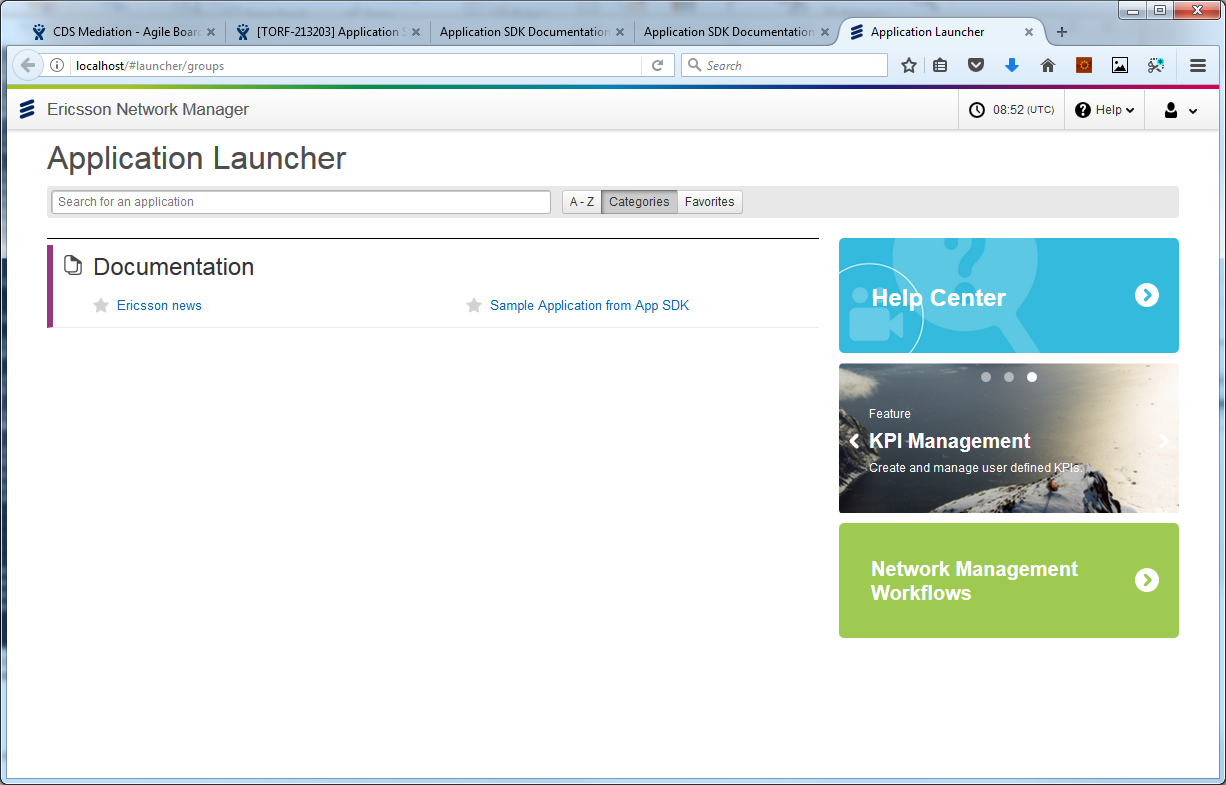 CDS Mediation - Agile Boar
[TORF-213203] Application S
Application SDK Documentation
Application SDK Documentation
Application Launcher
localhost/#launcher/groups
Search
Ericsson Network Manager
08:52 (UTC)
Help
Application Launcher
Search for an application
A - Z
Categories
Favorites
Documentation
Ericsson news
Sample Application from App SDK
Help Center
Feature
KPI Management
Create and manage user defined KPIs.
Network Management
Workflows